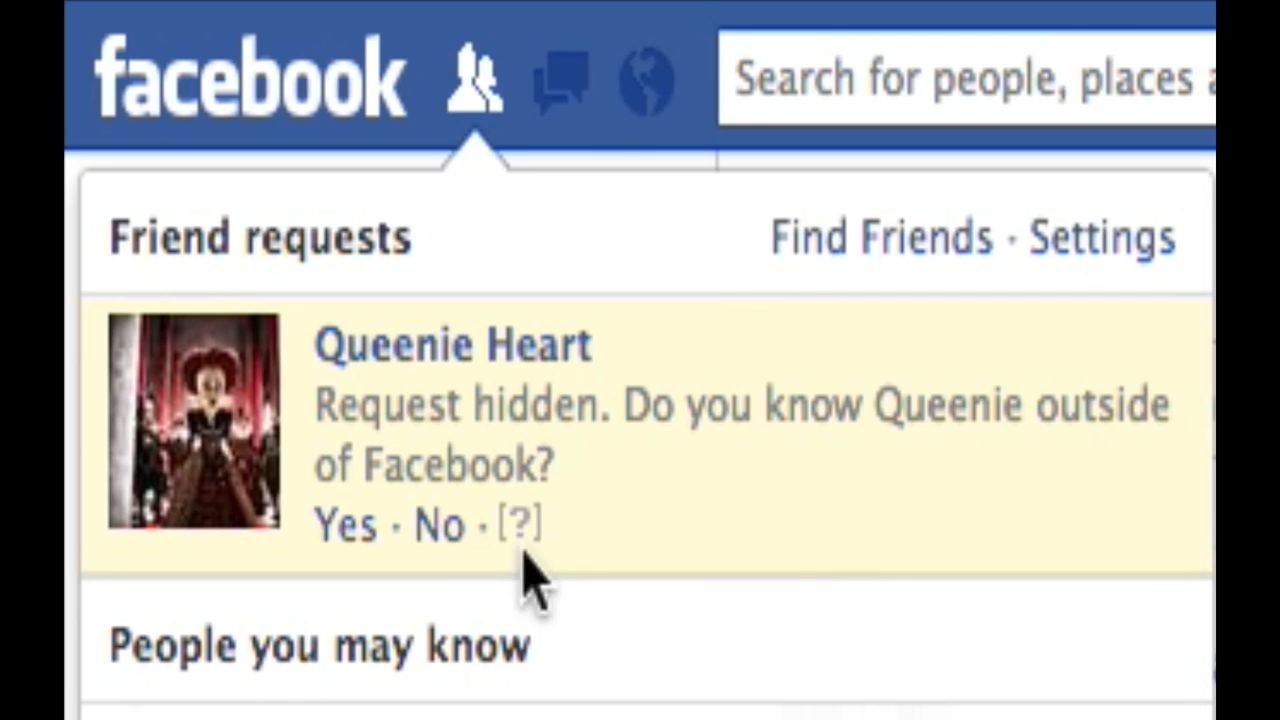 facebook
Search for people, places
Friend requests
Find Friends · Settings
Queenie Heart
Request hidden. Do you know Queenie outside
of Facebook?
Yes · No · [?]
People you may know